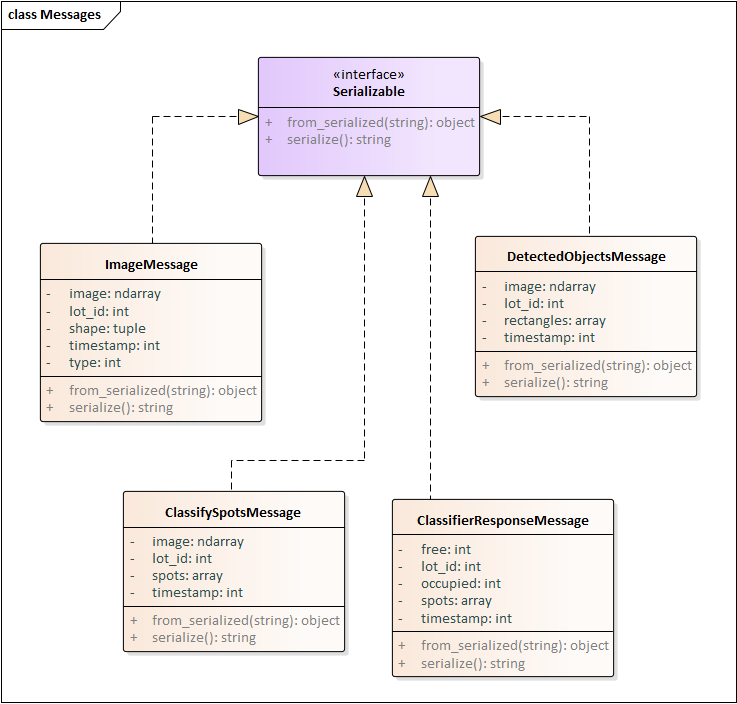 class Messages
«interface»
Serializable
+ from_serialized(string): object
+ serialize(): string
ImageMessage
- image: ndarray
- lot_id: int
- shape: tuple
- timestamp: int
- type: int
+ from_serialized(string): object
+ serialize(): string
DetectedObjectsMessage
- image: ndarray
- lot_id: int
- rectangles: array
- timestamp: int
+ from_serialized(string): object
+ serialize(): string
ClassifySpotsMessage
- image: ndarray
- lot_id: int
- spots: array
- timestamp: int
+ from_serialized(string): object
+ serialize(): string
ClassifierResponseMessage
- free: int
- lot_id: int
- occupied: int
- spots: array
- timestamp: int
+ from_serialized(string): object
+ serialize(): string